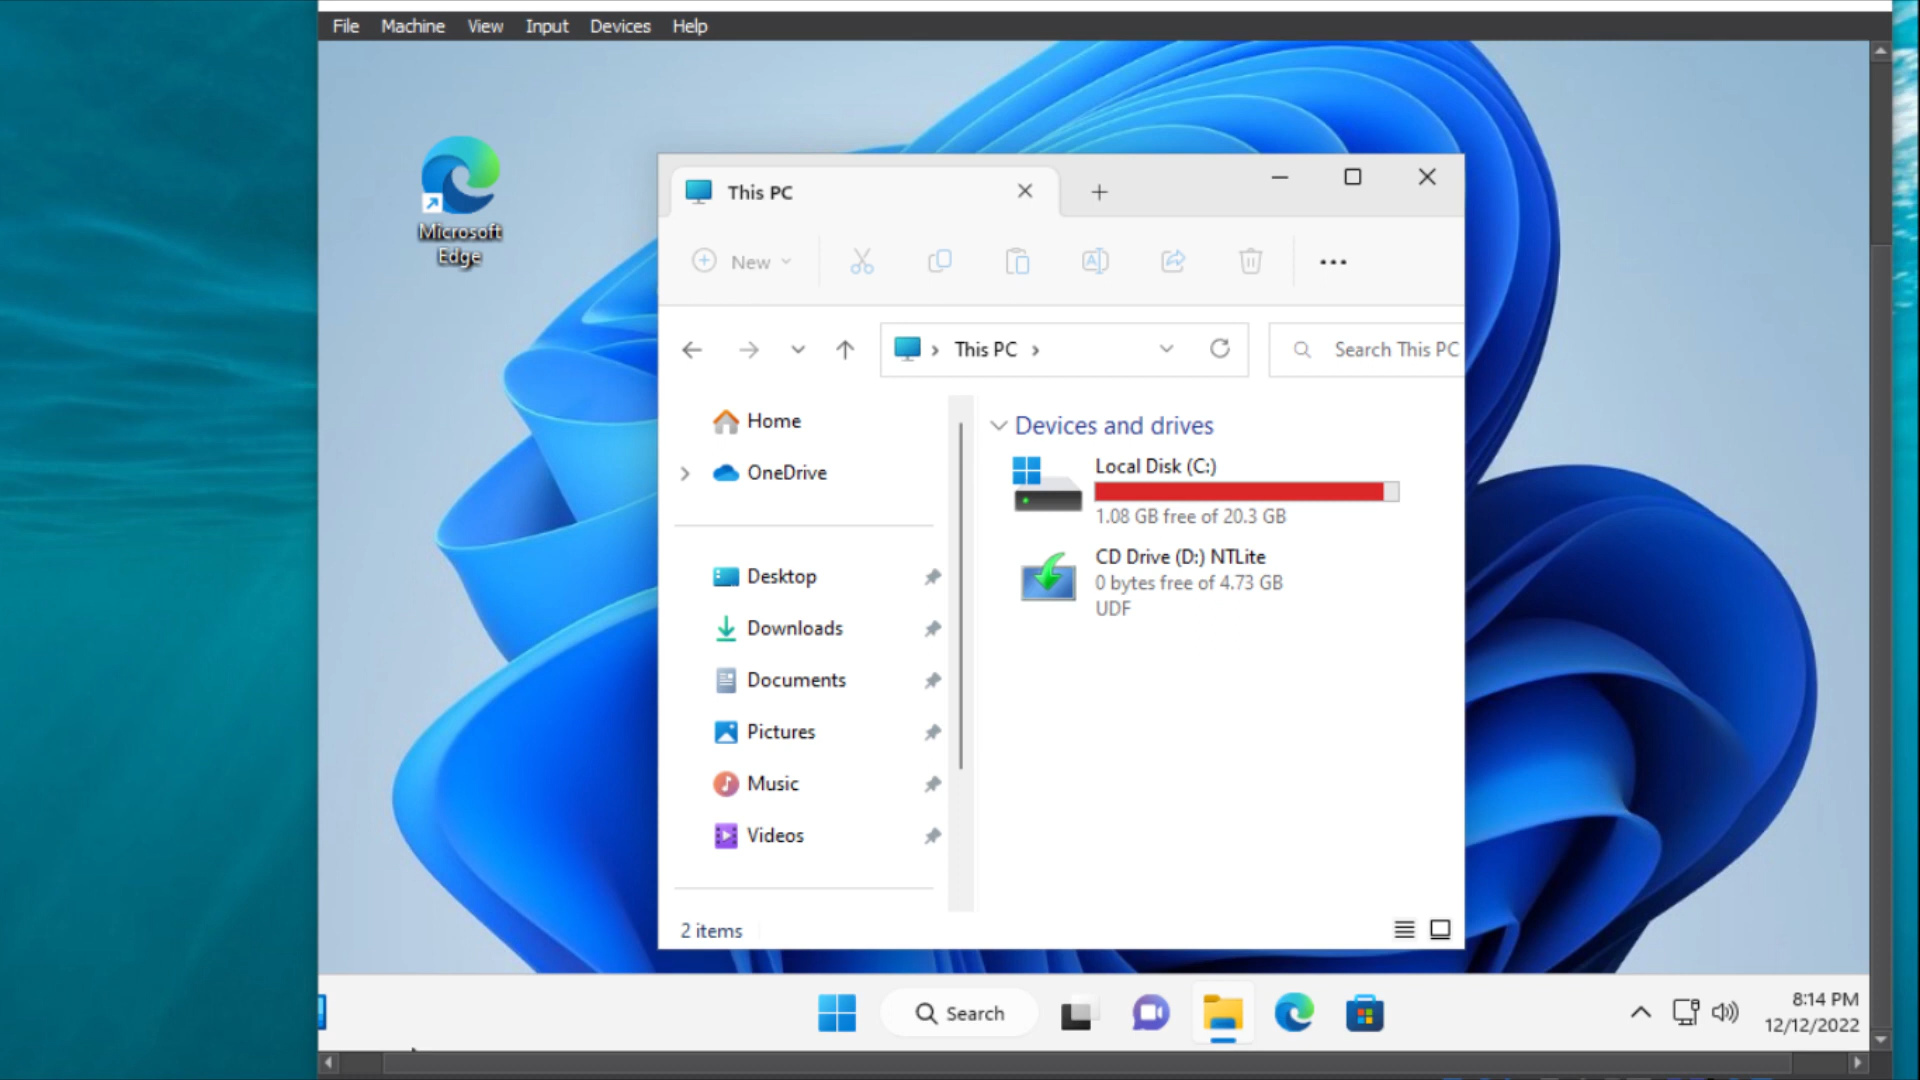 File Machine View Input Devices Help
Microsoft
Edge
This PC
New
This PC
Search This PC
Home
OneDrive
Desktop
Downloads
Documents
Pictures
Music
Videos
Devices and drives
Local Disk (C:)
1.08 GB free of 20.3 GB
CD Drive (D:) NTLite
0 bytes free of 4.73 GB
UDF
2 items
Search
8:14 PM
12/12/2022